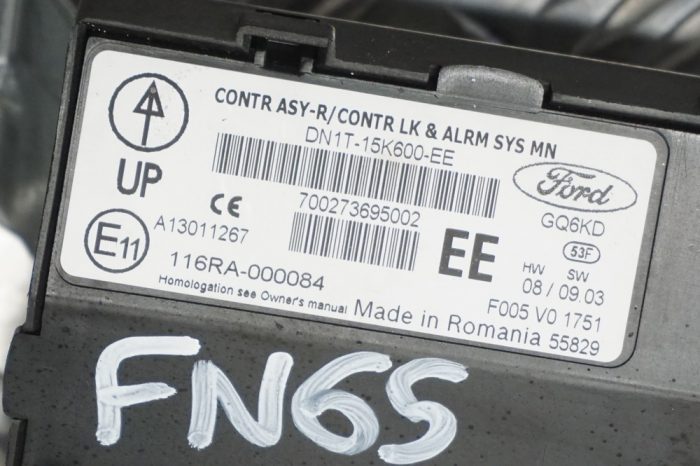 CONTR ASY-R/CONTR LK & ALRM SYS MN
DN1T-15K600-EE
Ford
UP
CE
700273695002
GQ6KD
E11
A13011267
EE
53F
HW SW
116RA-000084
08 / 09.03
Homologation see Owner's manual
Made in Romania
F005 V0 1751
55829
FN65